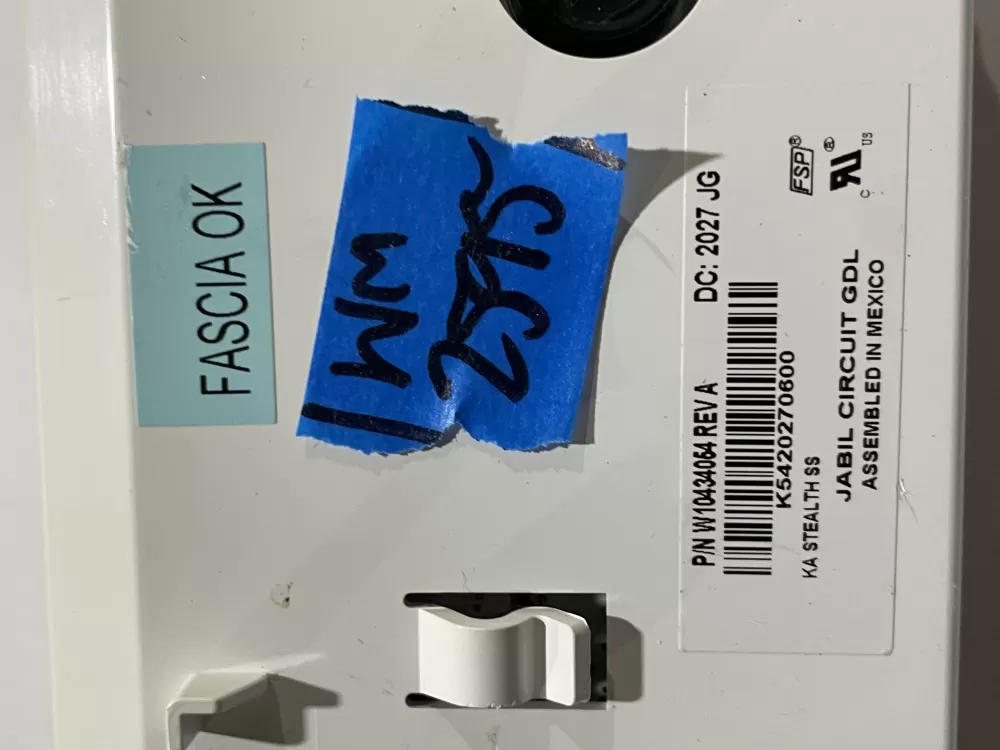 FASCIA OK
WM
P/N W10434064 REV A DC: 2027 JG
K5420270600
KA STEALTH SS
JABIL CIRCUIT GDL
ASSEMBLED IN MEXICO
FSP®
C ® US